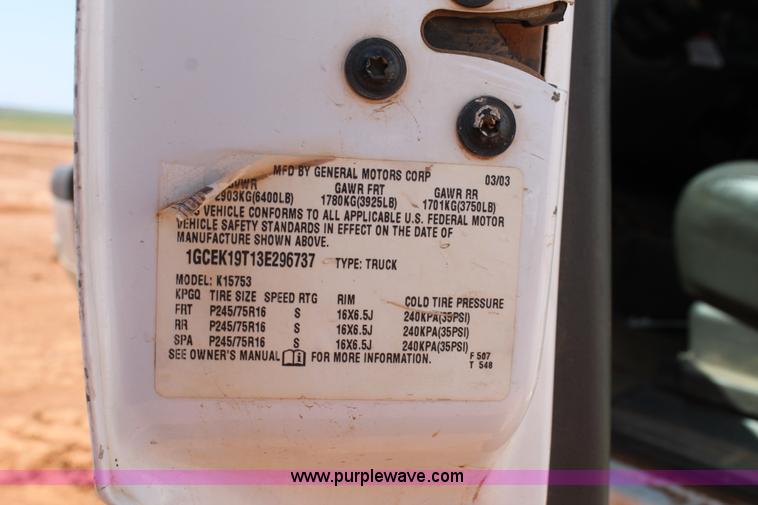 MFD BY GENERAL MOTORS CORP 03/03
GVWR GAWR FRT GAWR RR
2903KG(6400LB) 1780KG(3925LB) 1701KG(3750LB)
VEHICLE CONFORMS TO ALL APPLICABLE U.S. FEDERAL MOTOR
VEHICLE SAFETY STANDARDS IN EFFECT ON THE DATE OF
MANUFACTURE SHOWN ABOVE.
1GCEK19T13E296737 TYPE: TRUCK
MODEL: K15753
KPGQ TIRE SIZE SPEED RTG RIM COLD TIRE PRESSURE
FRT P245/75R16 S 16X6.5J 240KPA(35PSI)
RR P245/75R16 S 16X6.5J 240KPA(35PSI)
SPA P245/75R16 S 16X6.5J 240KPA(35PSI)
SEE OWNER'S MANUAL FOR MORE INFORMATION. F 507
T 548
www.purplewave.com